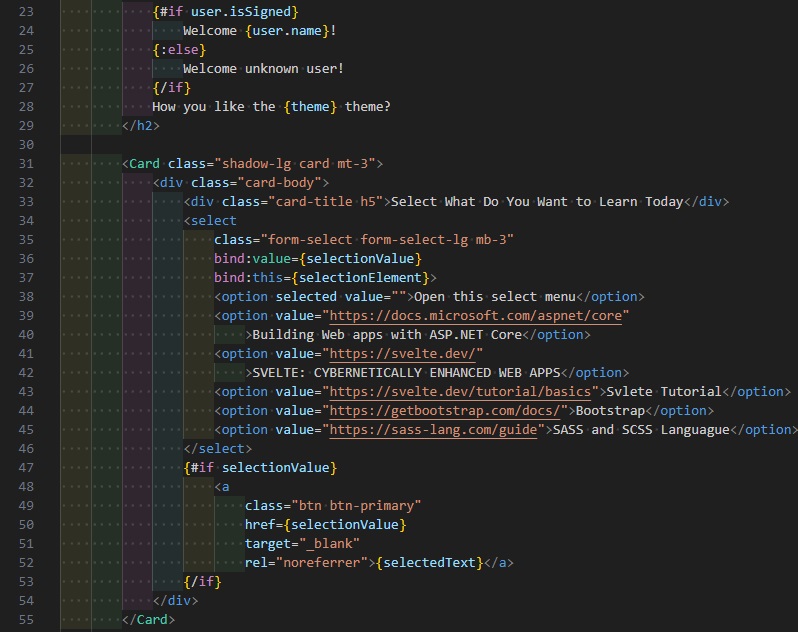 23 {#if user.isSigned}
24 Welcome {user.name}!
25 {:else}
26 Welcome unknown user!
27 {/if}
28 How you like the {theme} theme?
29 </h2>
30
31 <Card class="shadow-lg card mt-3">
32 <div class="card-body">
33 <div class="card-title h5">Select What Do You Want to Learn Today</div>
34 <select
35 class="form-select form-select-lg mb-3"
36 bind:value={selectionValue}
37 bind:this={selectionElement}>
38 <option selected value="">Open this select menu</option>
39 <option value="https://docs.microsoft.com/aspnet/core"
40 >Building Web apps with ASP.NET Core</option>
41 <option value="https://svelte.dev/"
42 >SVELTE: CYBERNETICALLY ENHANCED WEB APPS</option>
43 <option value="https://svelte.dev/tutorial/basics">Svlete Tutorial</option>
44 <option value="https://getbootstrap.com/docs/">Bootstrap</option>
45 <option value="https://sass-lang.com/guide">SASS and SCSS Languague</option>
46 </select>
47 {#if selectionValue}
48 <a
49 class="btn btn-primary"
50 href={selectionValue}
51 target="_blank"
52 rel="noreferrer">{selectedText}</a>
53 {/if}
54 </div>
55 </Card>